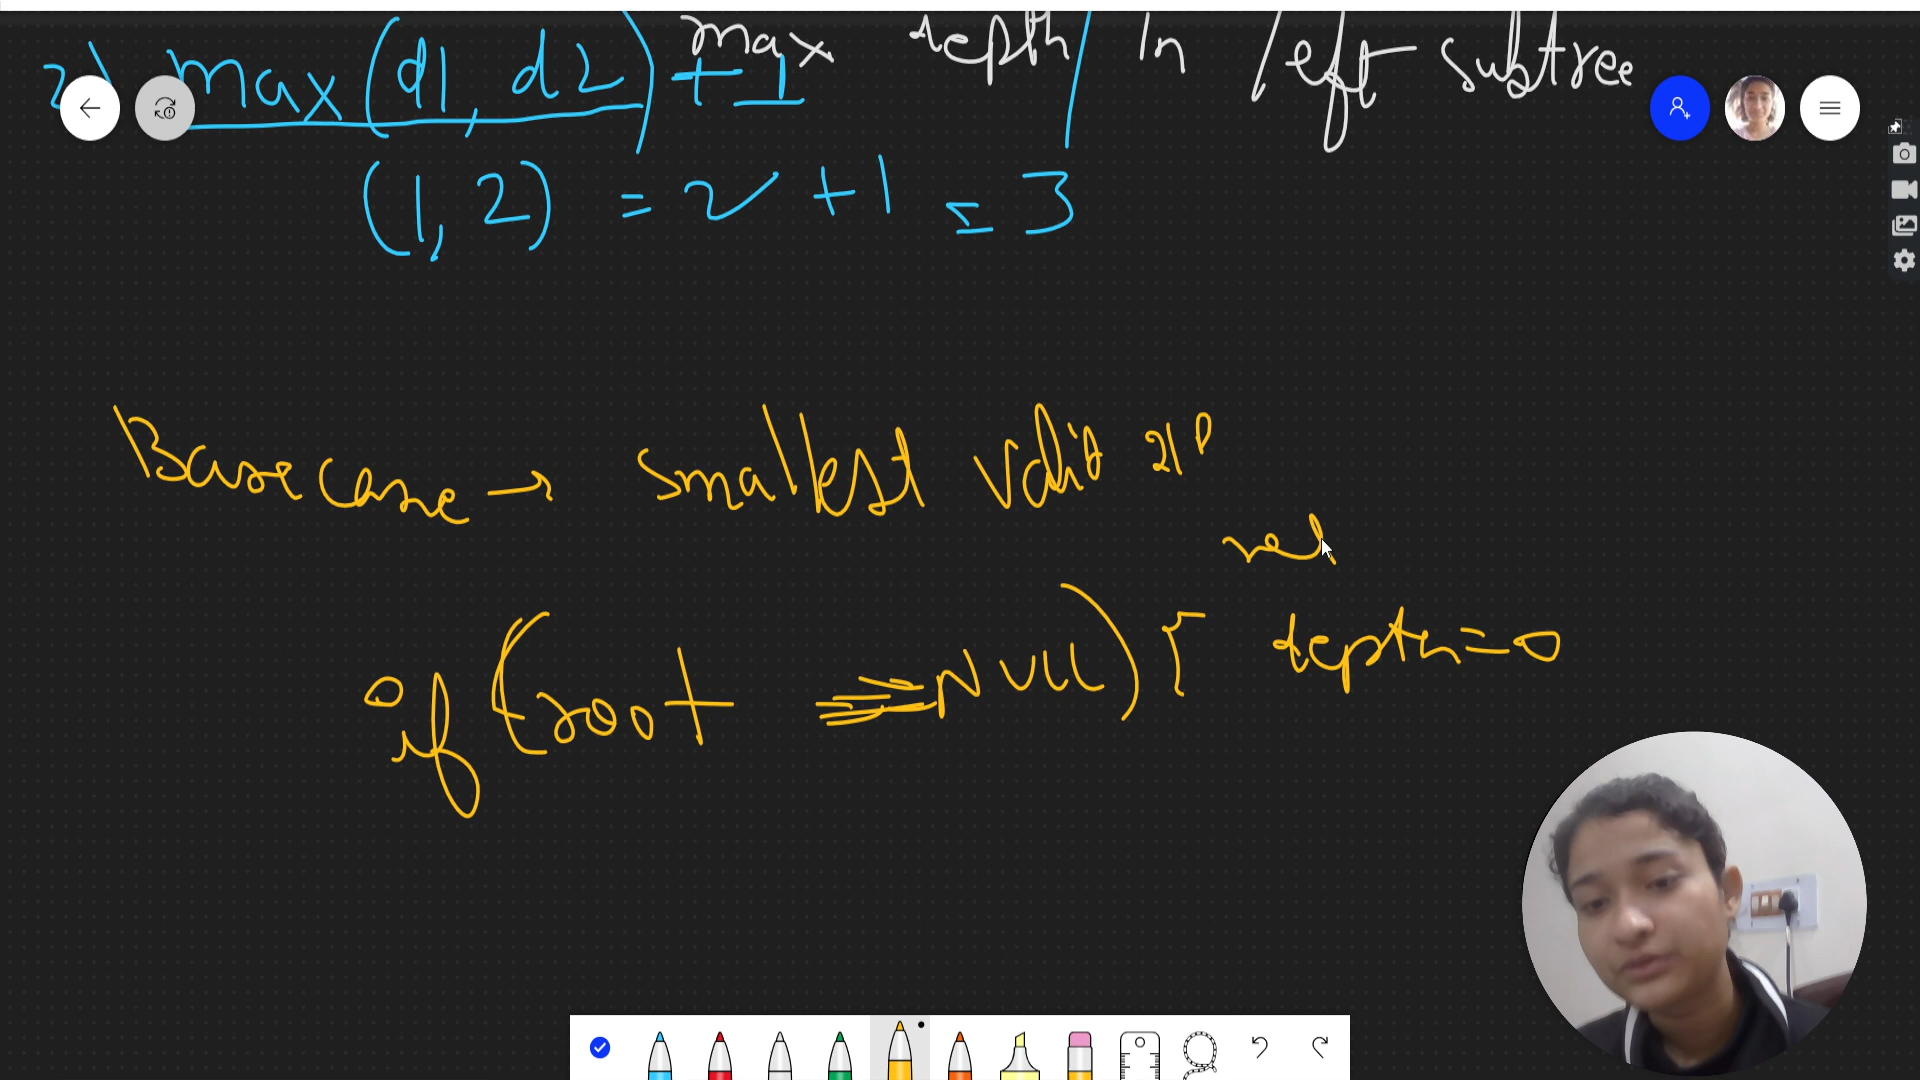 max depth in left subtree
2) max(d1, d2) + 1
(1, 2) = 2 + 1 = 3
Base case → smallest valid I/P
ret
if (root == NULL) { depth = 0